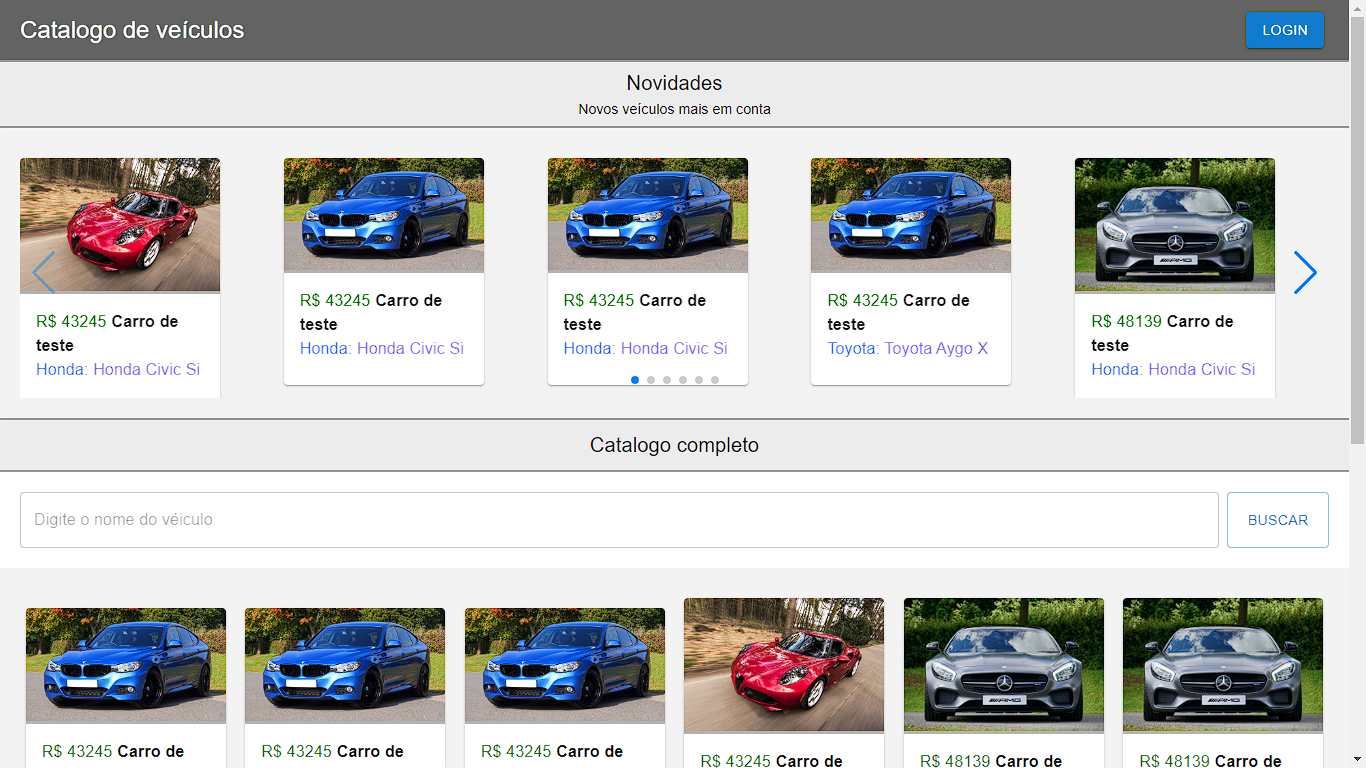 Catalogo de veículos
LOGIN
Novidades
Novos veículos mais em conta
R$ 43245 Carro de
teste
Honda: Honda Civic Si
R$ 43245 Carro de
teste
Honda: Honda Civic Si
R$ 43245 Carro de
teste
Honda: Honda Civic Si
R$ 43245 Carro de
teste
Toyota: Toyota Aygo X
R$ 48139 Carro de
teste
Honda: Honda Civic Si
Catalogo completo
Digite o nome do véiculo
BUSCAR
R$ 43245 Carro de
R$ 43245 Carro de
R$ 43245 Carro de
R$ 43245 Carro de
R$ 48139 Carro de
R$ 48139 Carro de